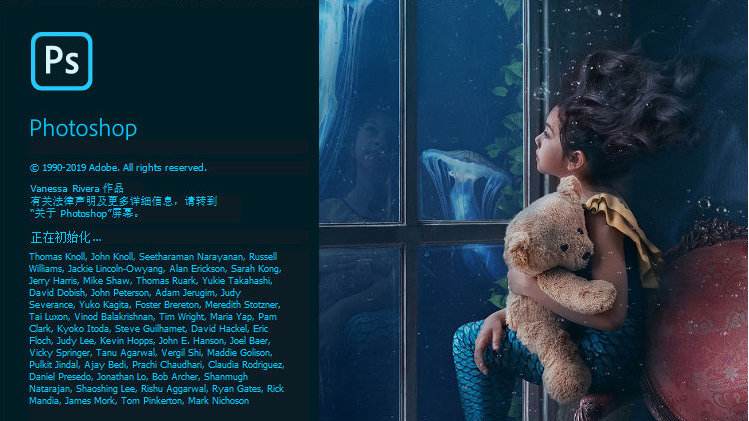 Ps
Photoshop
© 1990-2019 Adobe. All rights reserved.
Vanessa Rivera 作品
有关法律声明及更多详细信息，请转到
“关于 Photoshop”屏幕。
正在初始化...
Thomas Knoll, John Knoll, Seetharaman Narayanan, Russell
Williams, Jackie Lincoln-Owyang, Alan Erickson, Sarah Kong,
Jerry Harris, Mike Shaw, Thomas Ruark, Yukie Takahashi,
David Dobish, John Peterson, Adam Jerugim, Judy
Severance, Yuko Kagita, Foster Brereton, Meredith Stotzner,
Tai Luxon, Vinod Balakrishnan, Tim Wright, Maria Yap, Pam
Clark, Kyoko Itoda, Steve Guilhamet, David Hackel, Eric
Floch, Judy Lee, Kevin Hopps, John E. Hanson, Joel Baer,
Vicky Springer, Tanu Agarwal, Vergil Shi, Maddie Golison,
Pulkit Jindal, Ajay Bedi, Prachi Chaudhari, Claudia Rodriguez,
Daniel Presedo, Jonathan Lo, Bob Archer, Shanmugh
Natarajan, Shaoshing Lee, Rishu Aggarwal, Ryan Gates, Rick
Mandia, James Mork, Tom Pinkerton, Mark Nichoson